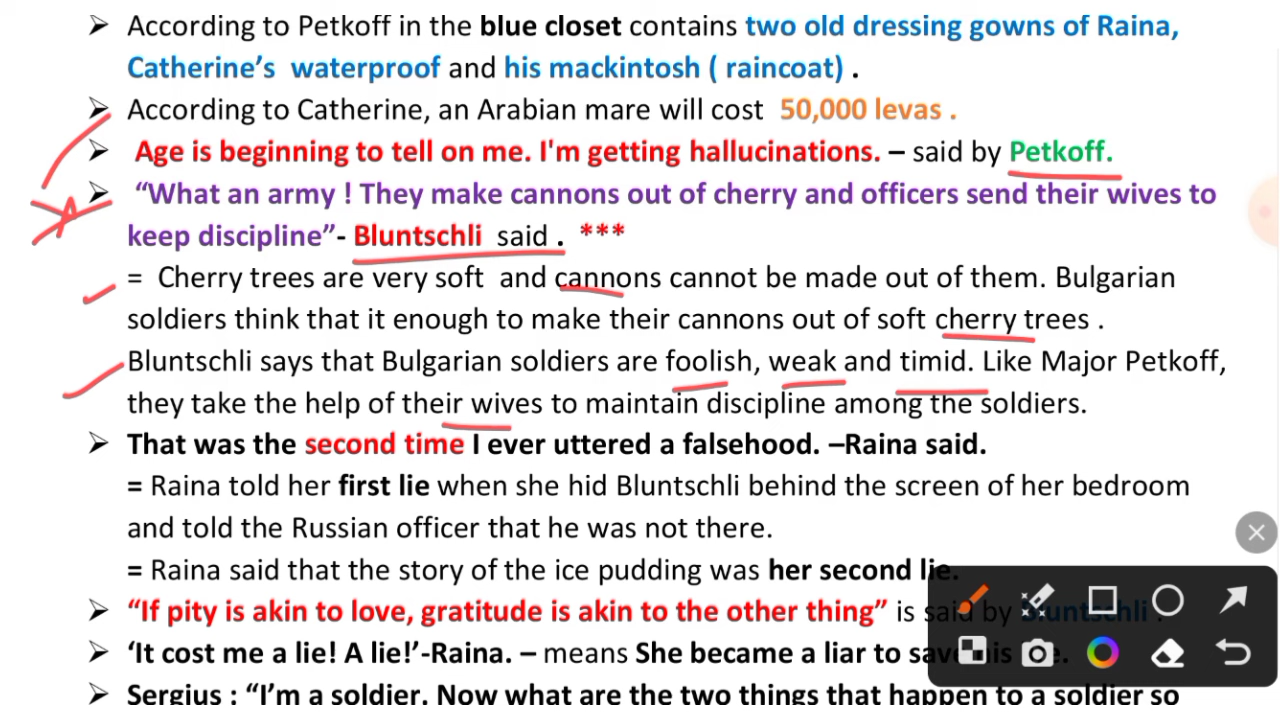 ➢ According to Petkoff in the blue closet contains two old dressing gowns of Raina,
Catherine's waterproof and his mackintosh ( raincoat) .
➢ According to Catherine, an Arabian mare will cost 50,000 levas .
➢ Age is beginning to tell on me. I'm getting hallucinations. – said by Petkoff.
➢ “What an army ! They make cannons out of cherry and officers send their wives to
keep discipline”- Bluntschli said . ***
= Cherry trees are very soft and cannons cannot be made out of them. Bulgarian
soldiers think that it enough to make their cannons out of soft cherry trees .
Bluntschli says that Bulgarian soldiers are foolish, weak and timid. Like Major Petkoff,
they take the help of their wives to maintain discipline among the soldiers.
➢ That was the second time I ever uttered a falsehood. –Raina said.
= Raina told her first lie when she hid Bluntschli behind the screen of her bedroom
and told the Russian officer that he was not there.
= Raina said that the story of the ice pudding was her second lie.
➢ “If pity is akin to love, gratitude is akin to the other thing” is said by Bluntschli .
➢ ‘It cost me a lie! A lie!’-Raina. – means She became a liar to save his
➢ Sergius : “I'm a soldier. Now what are the two things that happen to a soldier so